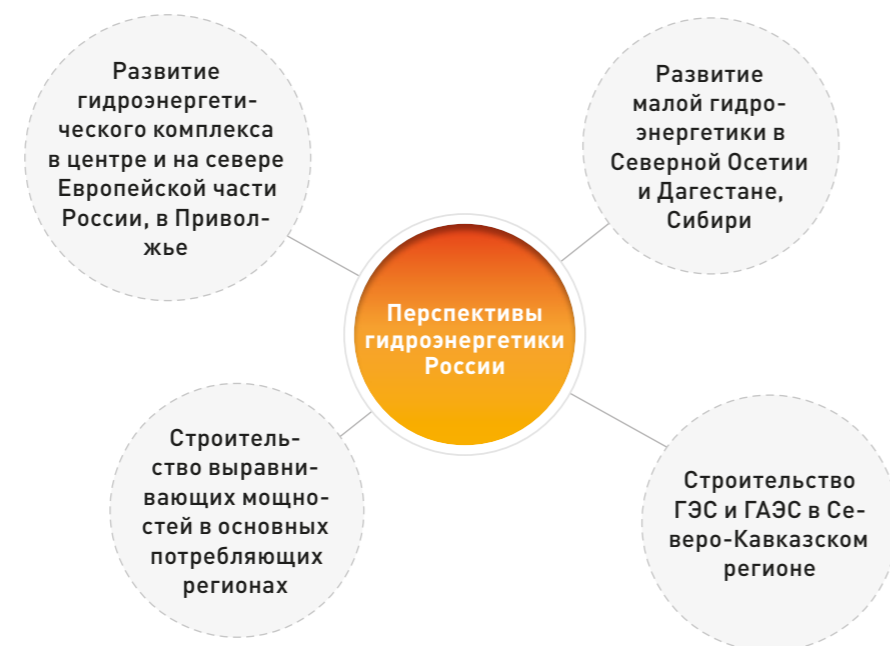 Развитие
гидроэнергети-
ческого комплекса
в центре и на севере
Европейской части
России, в Привол-
жье
Развитие
малой гидро-
энергетики в
Северной Осетии
и Дагестане,
Сибири
Перспективы
гидроэнергетики
России
Строитель-
ство выравни-
вающих мощно-
стей в основных
потребляющих
регионах
Строительство
ГЭС и ГАЭС в Се-
веро-Кавказском
регионе